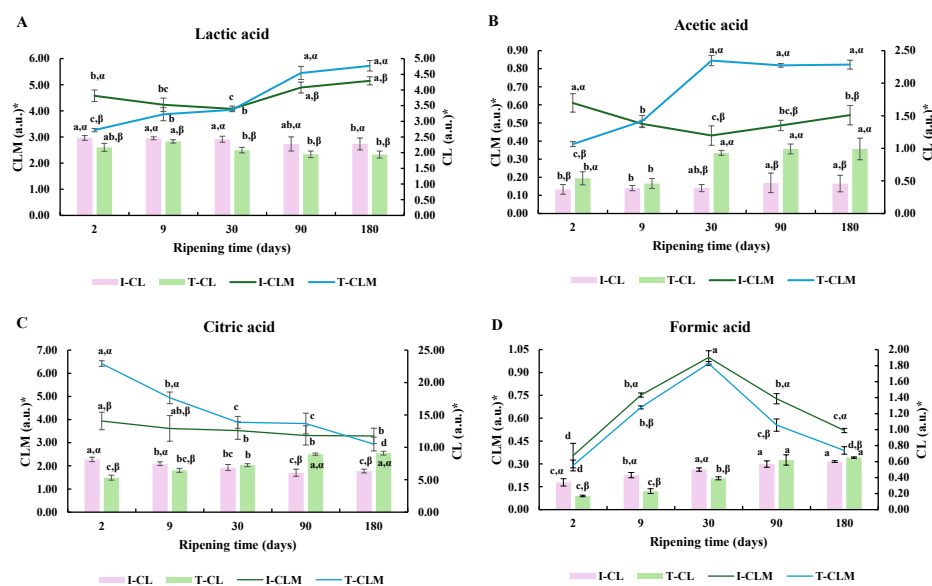 A
Lactic acid
CLM (a.u.)*
6.00
5.00
4.00
3.00
2.00
1.00
0.00
5.00
4.50
4.00
3.50
3.00
2.50
2.00
1.50
1.00
0.50
0.00
CL (a.u.)*
b,α
bc
c
a,α
a,α
c,β
b
b
a,β
a,β
a,α
ab,β
a,α
a,β
a,α
b,β
ab,α
b,β
b,α
b,β
2 9 30 90 180
Ripening time (days)
I-CL T-CL I-CLM T-CLM
B
Acetic acid
CLM (a.u.)*
0.90
0.80
0.70
0.60
0.50
0.40
0.30
0.20
0.10
0.00
2.50
2.00
1.50
1.00
0.50
0.00
CL (a.u.)*
a,α
b
a,α
a,α
a,α
c,β
c,β
bc,β
b,β
b,β
b,α
b
b
ab,β
a,α
a,β
a,α
a,β
a,α
2 9 30 90 180
Ripening time (days)
I-CL T-CL I-CLM T-CLM
C
Citric acid
CLM (a.u.)*
7.00
6.00
5.00
4.00
3.00
2.00
1.00
0.00
25.00
20.00
15.00
10.00
5.00
0.00
CL (a.u.)*
a,α
b,α
c
c
a,β
ab,β
b
b
b
d
a,α
c,β
b,α
b,β
bc
b
c,β
a,α
c,β
a,α
2 9 30 90 180
Ripening time (days)
I-CL T-CL I-CLM T-CLM
D
Formic acid
CLM (a.u.)*
1.05
0.90
0.75
0.60
0.45
0.30
0.15
0.00
2.00
1.80
1.60
1.40
1.20
1.00
0.80
0.60
0.40
0.20
0.00
CL (a.u.)*
d
b,α
a
b,α
c,α
d
b,β
a
c,β
d,β
c,α
c,β
b,α
c,β
a,α
b,β
a
a
a
a
2 9 30 90 180
Ripening time (days)
I-CL T-CL I-CLM T-CLM